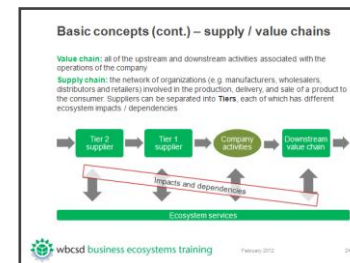 Basic concepts (cont.) – supply / value chains
Value chain: all of the upstream and downstream activities associated with the
operations of the company
Supply chain: the network of organizations (e.g. manufacturers, wholesalers,
distributors and retailers) involved in the production, delivery, and sale of a product to
the consumer. Suppliers can be separated into Tiers, each of which has different
ecosystem impacts / dependencies
Tier 2
supplier
Tier 1
supplier
Company
activities
Downstream
value chain
Impacts and dependencies
Ecosystem services
wbcsd business ecosystems training
February 2012